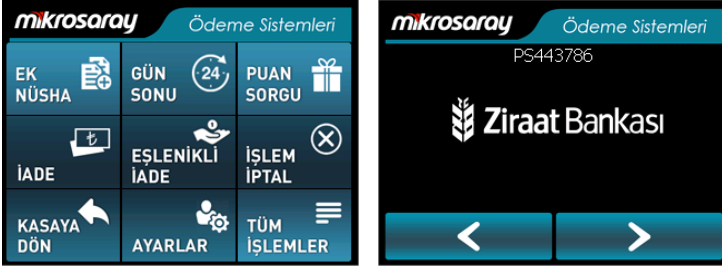 mikrosaray Ödeme Sistemleri
EK
NÜSHA
GÜN
SONU
24
PUAN
SORGU
İADE
₺
EŞLENİKLİ
İADE
İŞLEM
İPTAL
KASAYA
DÖN
AYARLAR
TÜM
İŞLEMLER
mikrosaray Ödeme Sistemleri
PS443786
Ziraat Bankası